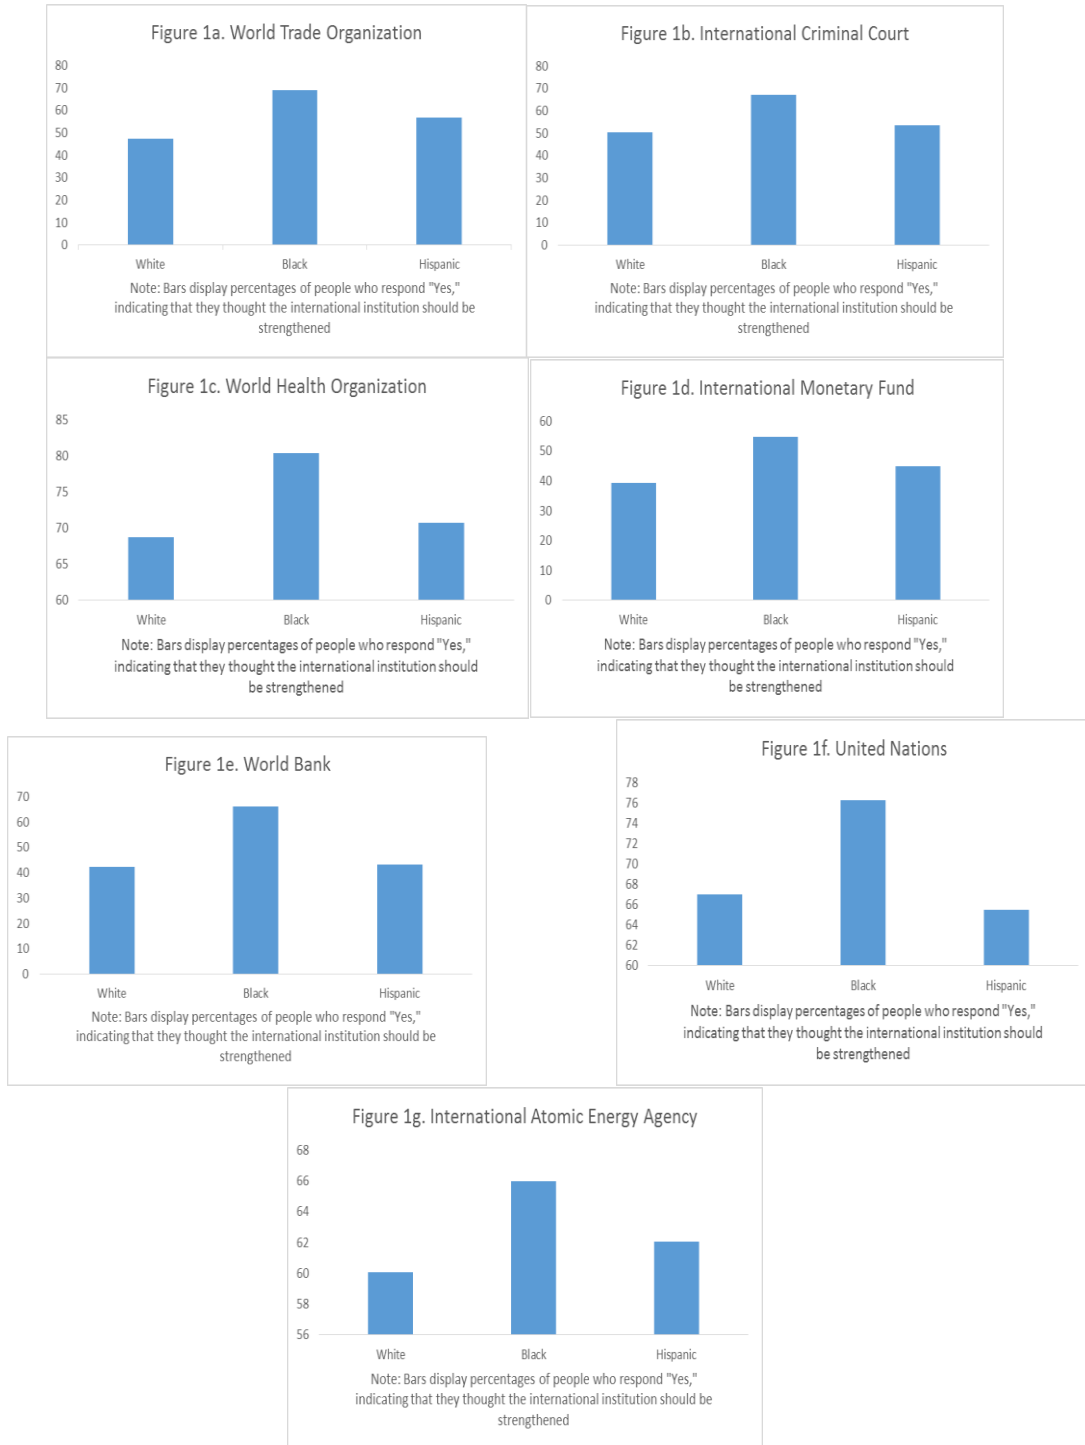 Figure 1a. World Trade Organization
80
70
60
50
40
30
20
10
0
White Black Hispanic
Note: Bars display percentages of people who respond "Yes,"
indicating that they thought the international institution should be
strengthened
Figure 1b. International Criminal Court
80
70
60
50
40
30
20
10
0
White Black Hispanic
Note: Bars display percentages of people who respond "Yes,"
indicating that they thought the international institution should be
strengthened
Figure 1c. World Health Organization
85
80
75
70
65
60
White Black Hispanic
Note: Bars display percentages of people who respond "Yes,"
indicating that they thought the international institution should
be strengthened
Figure 1d. International Monetary Fund
60
50
40
30
20
10
0
White Black Hispanic
Note: Bars display percentages of people who respond "Yes,"
indicating that they thought the international institution should
be strengthened
Figure 1e. World Bank
70
60
50
40
30
20
10
0
White Black Hispanic
Note: Bars display percentages of people who respond "Yes,"
indicating that they thought the international institution should be
strengthened
Figure 1f. United Nations
78
76
74
72
70
68
66
64
62
60
White Black Hispanic
Note: Bars display percentages of people who respond "Yes,"
indicating that they thought the international institution should
be strengthened
Figure 1g. International Atomic Energy Agency
68
66
64
62
60
58
56
White Black Hispanic
Note: Bars display percentages of people who respond "Yes,"
indicating that they thought the international institution should be
strengthened